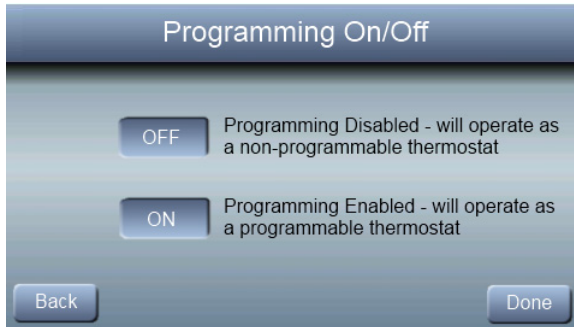 Programming On/Off
OFF
Programming Disabled - will operate as
a non-programmable thermostat
ON
Programming Enabled - will operate as
a programmable thermostat
Back
Done